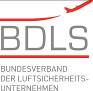 BDLS
BUNDESVERBAND
DER LUFTSICHERHEITS-
UNTERNEHMEN